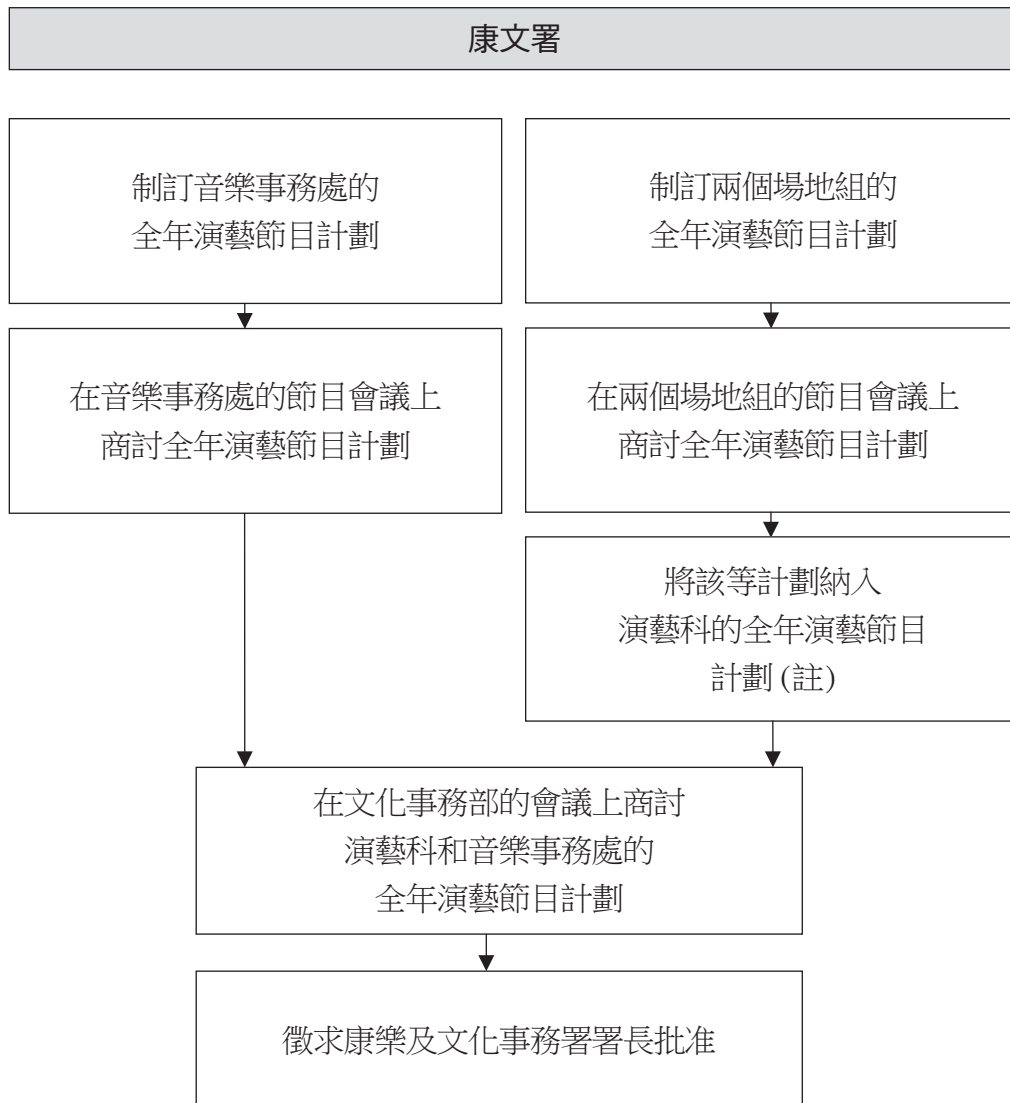 康文署
制訂音樂事務處的
全年演藝節目計劃
制訂兩個場地組的
全年演藝節目計劃
在音樂事務處的節目會議上
商討全年演藝節目計劃
在兩個場地組的節目會議上
商討全年演藝節目計劃
將該等計劃納入
演藝科的全年演藝節目
計劃(註)
在文化事務部的會議上商討
演藝科和音樂事務處的
全年演藝節目計劃
徵求康樂及文化事務署署長批准